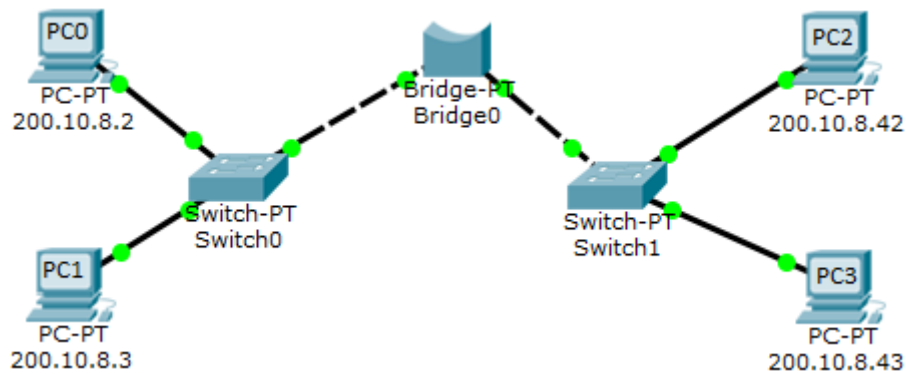 PC0
PC-PT
200.10.8.2
Bridge-PT
Bridge0
PC2
PC-PT
200.10.8.42
Switch-PT
Switch0
Switch-PT
Switch1
PC1
PC-PT
200.10.8.3
PC3
PC-PT
200.10.8.43